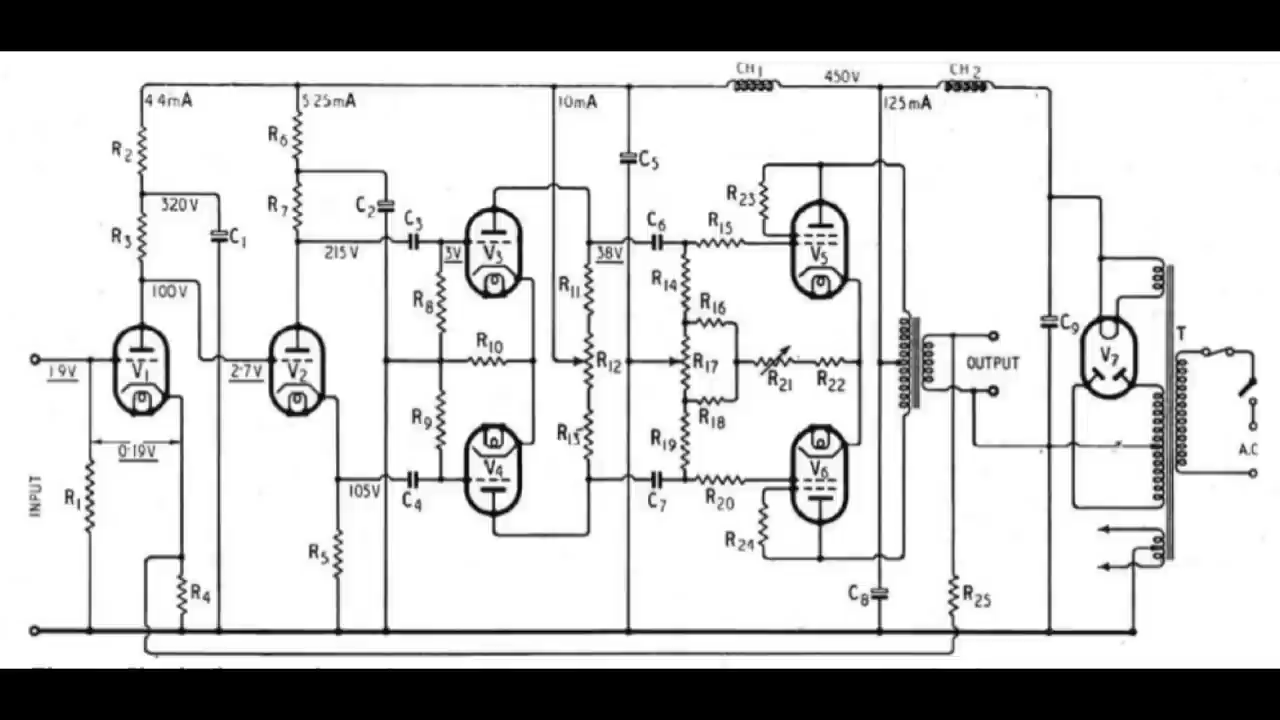 CH1
450V
CH2
4·4mA
5·25mA
10mA
125mA
R2
R6
C5
R23
320V
R7
C2
C3
C6
R15
R3
C1
215V
3V
V3
38V
V5
100V
R8
R11
R14
R16
C9
T
V1
V2
R10
R12
R17
R21
R22
OUTPUT
V7
1·9V
2·7V
R9
R13
R18
R19
0·19V
V4
V6
A.C
INPUT
R1
105V
C4
C7
R20
R5
R24
R4
C8
R25